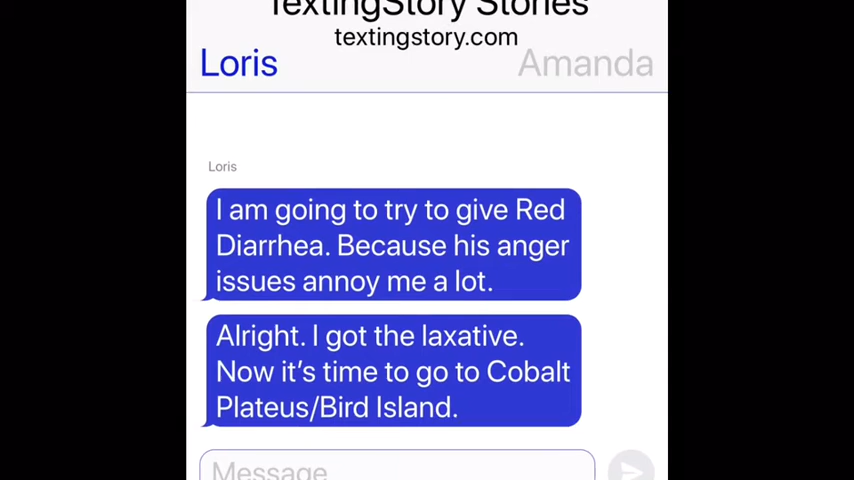 TextingStory Stories
textingstory.com
Loris
Amanda
Loris
I am going to try to give Red
Diarrhea. Because his anger
issues annoy me a lot.
Alright. I got the laxative.
Now it’s time to go to Cobalt
Plateus/Bird Island.
Message